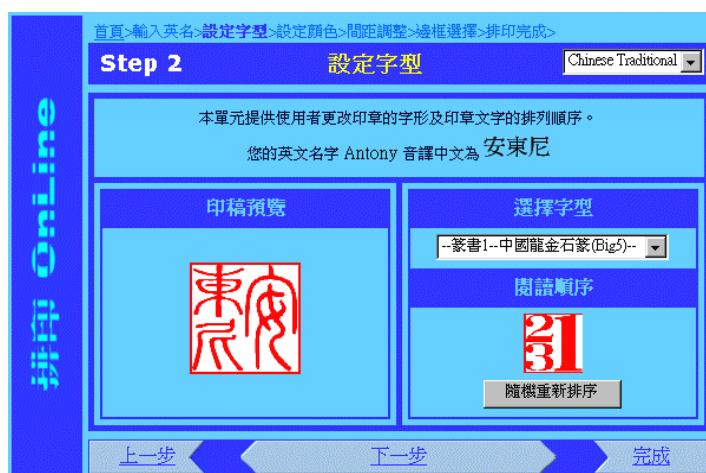 首頁>輸入英名>設定字型>設定顏色>間距調整>邊框選擇>排印完成>
Step 2
設定字型
Chinese Traditional
排印 OnLine
本單元提供使用者更改印章的字形及印章文字的排列順序。
您的英文名字 Antony 音譯中文為 安東尼
印稿預覽
安東尼
選擇字型
--篆書1--中國龍金石篆(Big5)--
閱讀順序
213
隨機重新排序
上一步
下一步
完成